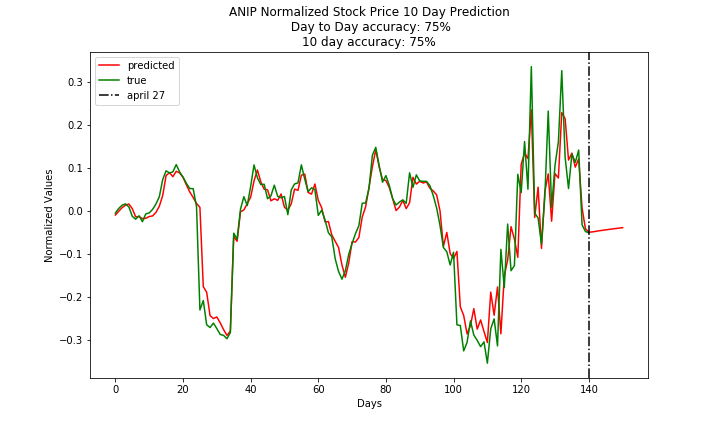 ANIP Normalized Stock Price 10 Day Prediction
Day to Day accuracy: 75%
10 day accuracy: 75%
predicted
true
april 27
Normalized Values
0.3
0.2
0.1
0.0
−0.1
−0.2
−0.3
0 20 40 60 80 100 120 140
Days